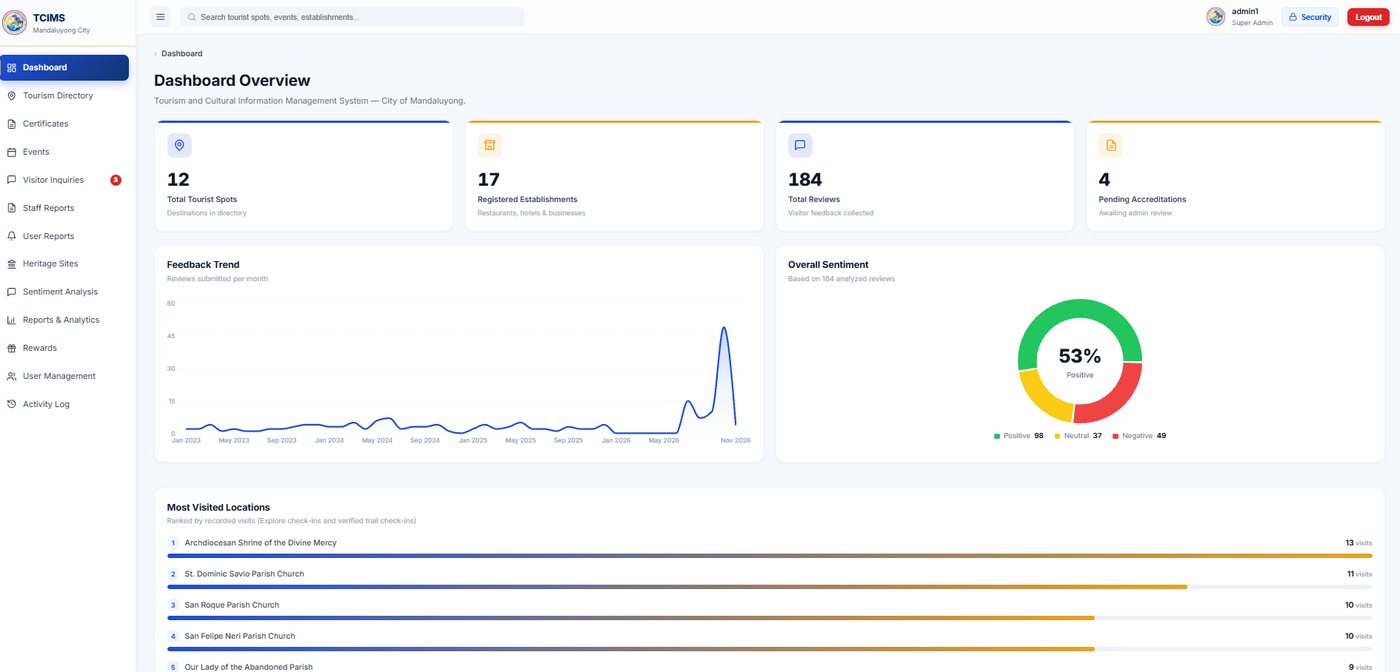 TCIMS
Mandaluyong City
Search tourist spots, events, establishments...
admin1
Super Admin
Security
Logout
Dashboard
Tourism Directory
Certificates
Events
Visitor Inquiries 3
Staff Reports
User Reports
Heritage Sites
Sentiment Analysis
Reports & Analytics
Rewards
User Management
Activity Log
› Dashboard
Dashboard Overview
Tourism and Cultural Information Management System — City of Mandaluyong.
12
Total Tourist Spots
Destinations in directory
17
Registered Establishments
Restaurants, hotels & businesses
184
Total Reviews
Visitor feedback collected
4
Pending Accreditations
Awaiting admin review
Feedback Trend
Reviews submitted per month
60
45
30
15
0
Jan 2023 May 2023 Sep 2023 Jan 2024 May 2024 Sep 2024 Jan 2025 May 2025 Sep 2025 Jan 2026 May 2026 Nov 2026
Overall Sentiment
Based on 184 analyzed reviews
53%
Positive
Positive 98 Neutral 37 Negative 49
Most Visited Locations
Ranked by recorded visits (Explore check-ins and verified trail check-ins)
1 Archdiocesan Shrine of the Divine Mercy 13 visits
2 St. Dominic Savio Parish Church 11 visits
3 San Roque Parish Church 10 visits
4 San Felipe Neri Parish Church 10 visits
5 Our Lady of the Abandoned Parish 9 visits